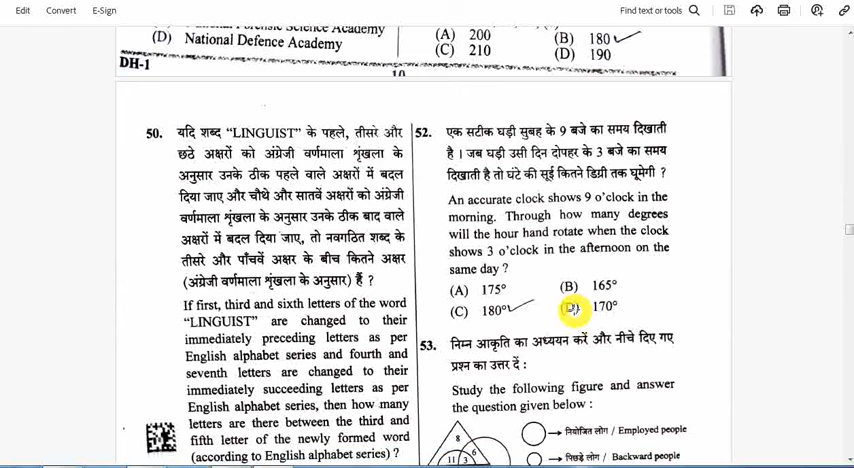 Edit Convert E-Sign
Find text or tools
(D) National Defence Academy
(A) 200
(B) 180
(C) 210
(D) 190
DH-1
10
50. यदि शब्द “LINGUIST” के पहले, तीसरे और
छठे अक्षरों को अंग्रेजी वर्णमाला शृंखला के
अनुसार उनके ठीक पहले वाले अक्षरों में बदल
दिया जाए और चौथे और सातवें अक्षरों को अंग्रेजी
वर्णमाला शृंखला के अनुसार उनके ठीक बाद वाले
अक्षरों में बदल दिया जाए, तो नवगठित शब्द के
तीसरे और पाँचवें अक्षर के बीच कितने अक्षर
(अंग्रेजी वर्णमाला शृंखला के अनुसार) हैं ?
If first, third and sixth letters of the word
“LINGUIST” are changed to their
immediately preceding letters as per
English alphabet series and fourth and
seventh letters are changed to their
immediately succeeding letters as per
English alphabet series, then how many
letters are there between the third and
fifth letter of the newly formed word
(according to English alphabet series) ?
52. एक सटीक घड़ी सुबह के 9 बजे का समय दिखाती
है । जब घड़ी उसी दिन दोपहर के 3 बजे का समय
दिखाती है तो घंटे की सूई कितने डिग्री तक घूमेगी ?
An accurate clock shows 9 o’clock in the
morning. Through how many degrees
will the hour hand rotate when the clock
shows 3 o’clock in the afternoon on the
same day ?
(A) 175° (B) 165°
(C) 180° (D) 170°
53. निम्न आकृति का अध्ययन करें और नीचे दिए गए
प्रश्न का उत्तर दें :
Study the following figure and answer
the question given below :
8
6
11 3
→ नियोजित लोग / Employed people
→ पिछड़े लोग / Backward people